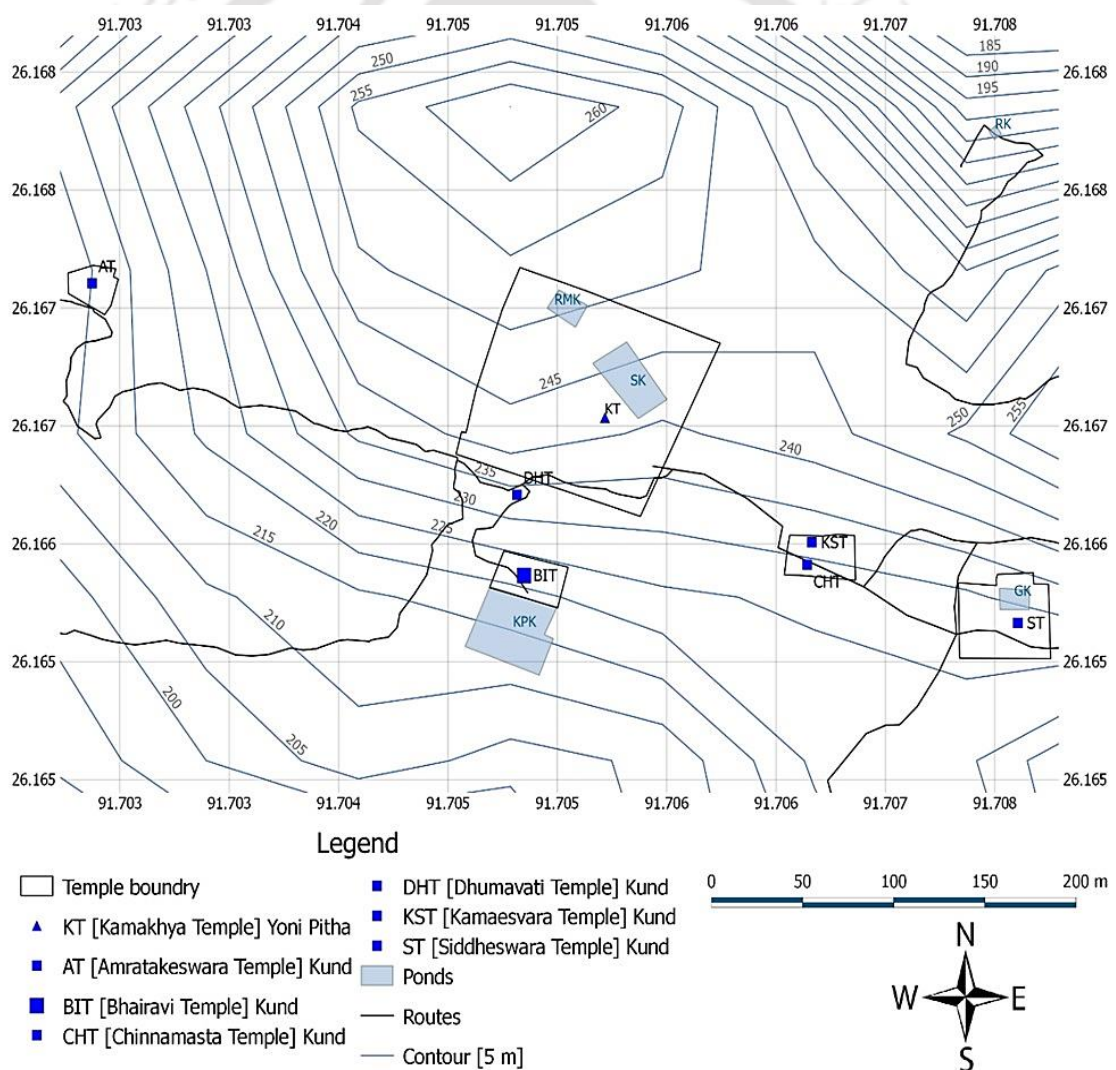 91.703 91.703 91.704 91.705 91.705 91.706 91.706 91.707 91.708
185
250
26.168 190 26.168
255 195
260
RK
26.168 26.168
AT
RMK
26.167 26.167
245 SK
KT 250 255
26.167 26.167
240
235 DHT
230
220 225
215
26.166 KST 26.166
BIT CHT
GK
210 KPK ST
26.165 26.165
200
205
26.165 26.165
91.703 91.703 91.704 91.705 91.705 91.706 91.706 91.707 91.708
Legend
Temple boundry
KT [Kamakhya Temple] Yoni Pitha
AT [Amratakeswara Temple] Kund
BIT [Bhairavi Temple] Kund
CHT [Chinnamasta Temple] Kund
DHT [Dhumavati Temple] Kund
KST [Kamaesvara Temple] Kund
ST [Siddheswara Temple] Kund
Ponds
Routes
Contour [5 m]
0 50 100 150 200 m
N
W E
S